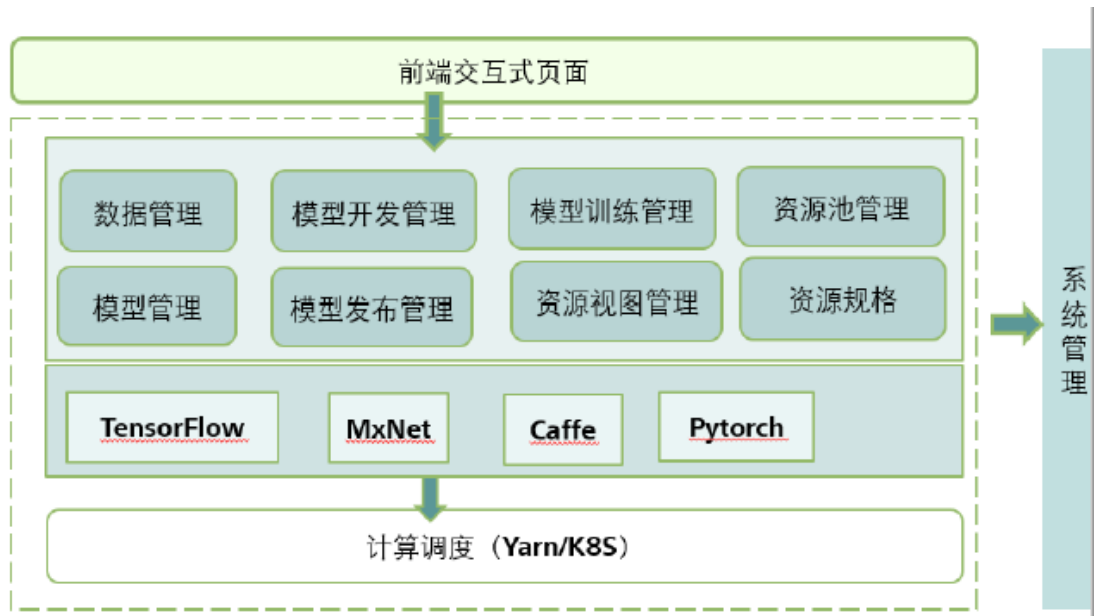 前端交互式页面
数据管理
模型开发管理
模型训练管理
资源池管理
模型管理
模型发布管理
资源视图管理
资源规格
TensorFlow
MxNet
Caffe
Pytorch
计算调度（Yarn/K8S）
系统管理